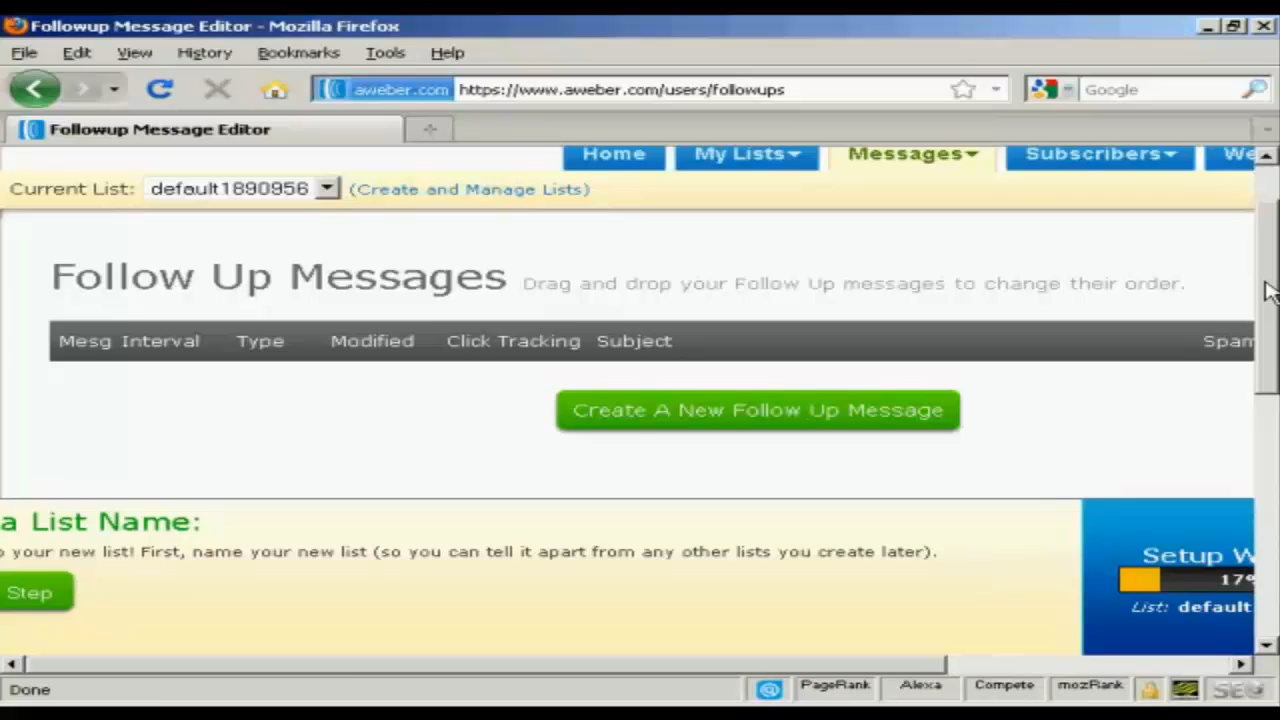 Followup Message Editor - Mozilla Firefox
File Edit View History Bookmarks Tools Help
aweber.com https://www.aweber.com/users/followups Google
Followup Message Editor
Home My Lists Messages Subscribers We
Current List: default1890956 (Create and Manage Lists)
Follow Up Messages Drag and drop your Follow Up messages to change their order.
Mesg Interval Type Modified Click Tracking Subject Spam
Create A New Follow Up Message
a List Name:
o your new list! First, name your new list (so you can tell it apart from any other lists you create later).
Setup W
Step
17%
List: default
Done PageRank Alexa Compete mozRank SEO